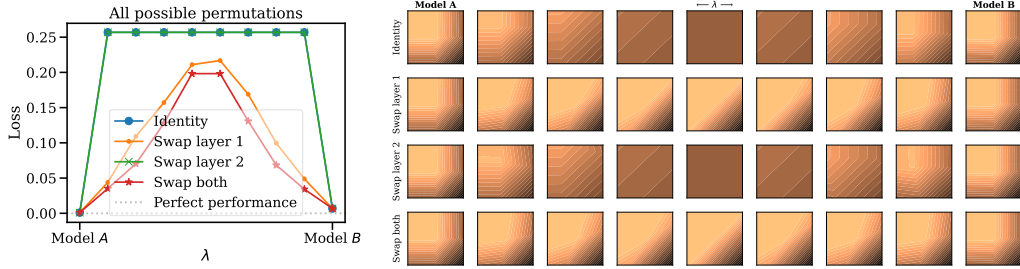 All possible permutations
Loss
0.25
0.20
0.15
0.10
0.05
0.00
Identity
Swap layer 1
Swap layer 2
Swap both
Perfect performance
Model A
Model B
λ
Model A
⟵ λ ⟶
Model B
Identity
Swap layer 1
Swap layer 2
Swap both